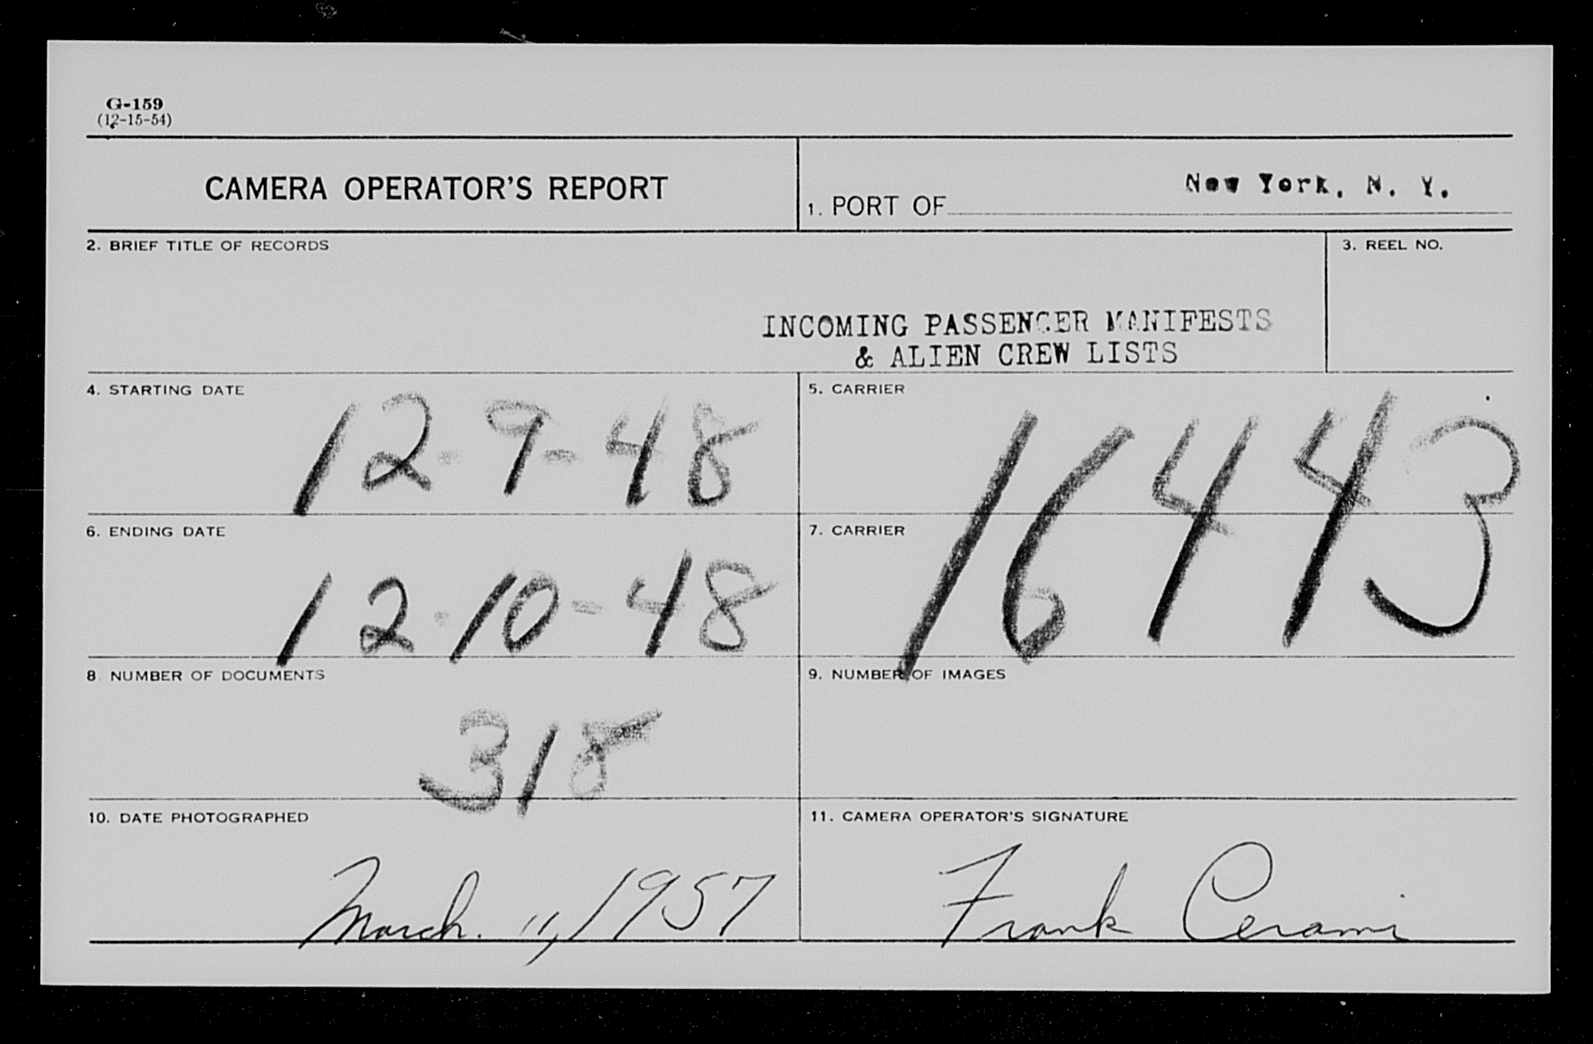 G-159
(12-15-54)
CAMERA OPERATOR'S REPORT
1. PORT OF New York, N. Y.
2. BRIEF TITLE OF RECORDS
3. REEL NO.
INCOMING PASSENGER MANIFESTS
& ALIEN CREW LISTS
4. STARTING DATE
12-9-48
5. CARRIER
16443
6. ENDING DATE
12-10-48
7. CARRIER
8 NUMBER OF DOCUMENTS
318
9. NUMBER OF IMAGES
10. DATE PHOTOGRAPHED
March. 11, 1957
11. CAMERA OPERATOR'S SIGNATURE
Frank Cerami